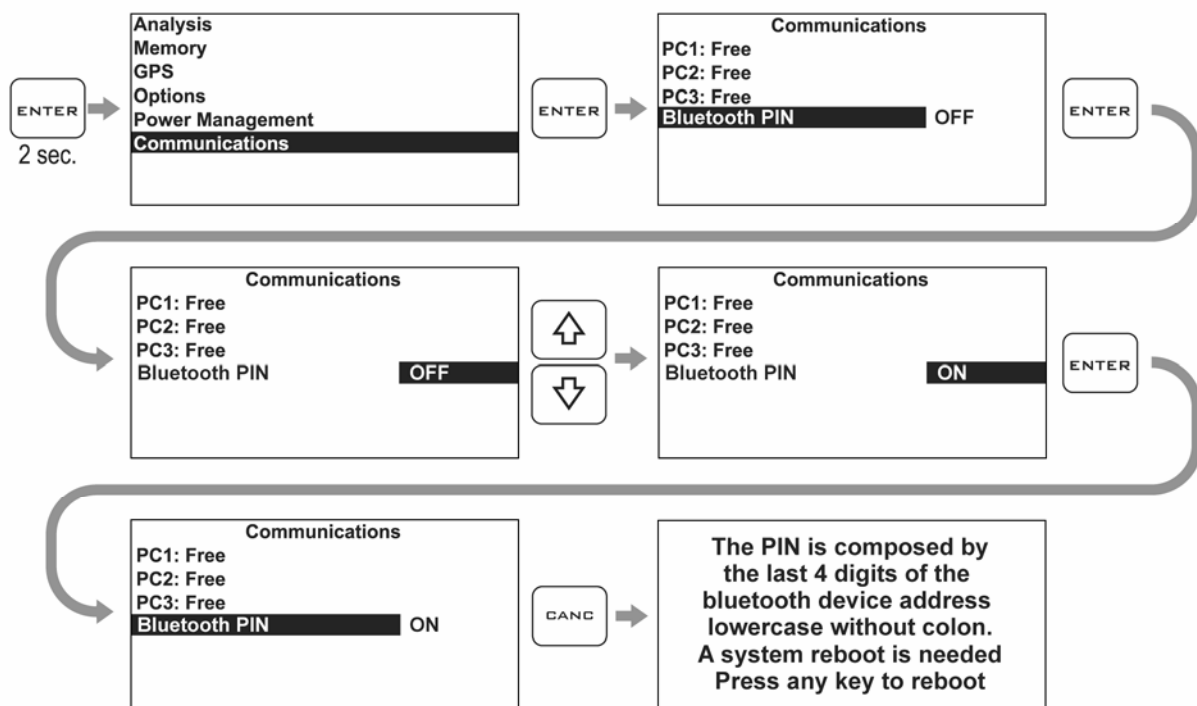 ENTER
2 sec.
Analysis
Memory
GPS
Options
Power Management
Communications
ENTER
Communications
PC1: Free
PC2: Free
PC3: Free
Bluetooth PIN OFF
ENTER
Communications
PC1: Free
PC2: Free
PC3: Free
Bluetooth PIN OFF
Communications
PC1: Free
PC2: Free
PC3: Free
Bluetooth PIN ON
ENTER
Communications
PC1: Free
PC2: Free
PC3: Free
Bluetooth PIN ON
CANC
The PIN is composed by
the last 4 digits of the
bluetooth device address
lowercase without colon.
A system reboot is needed
Press any key to reboot